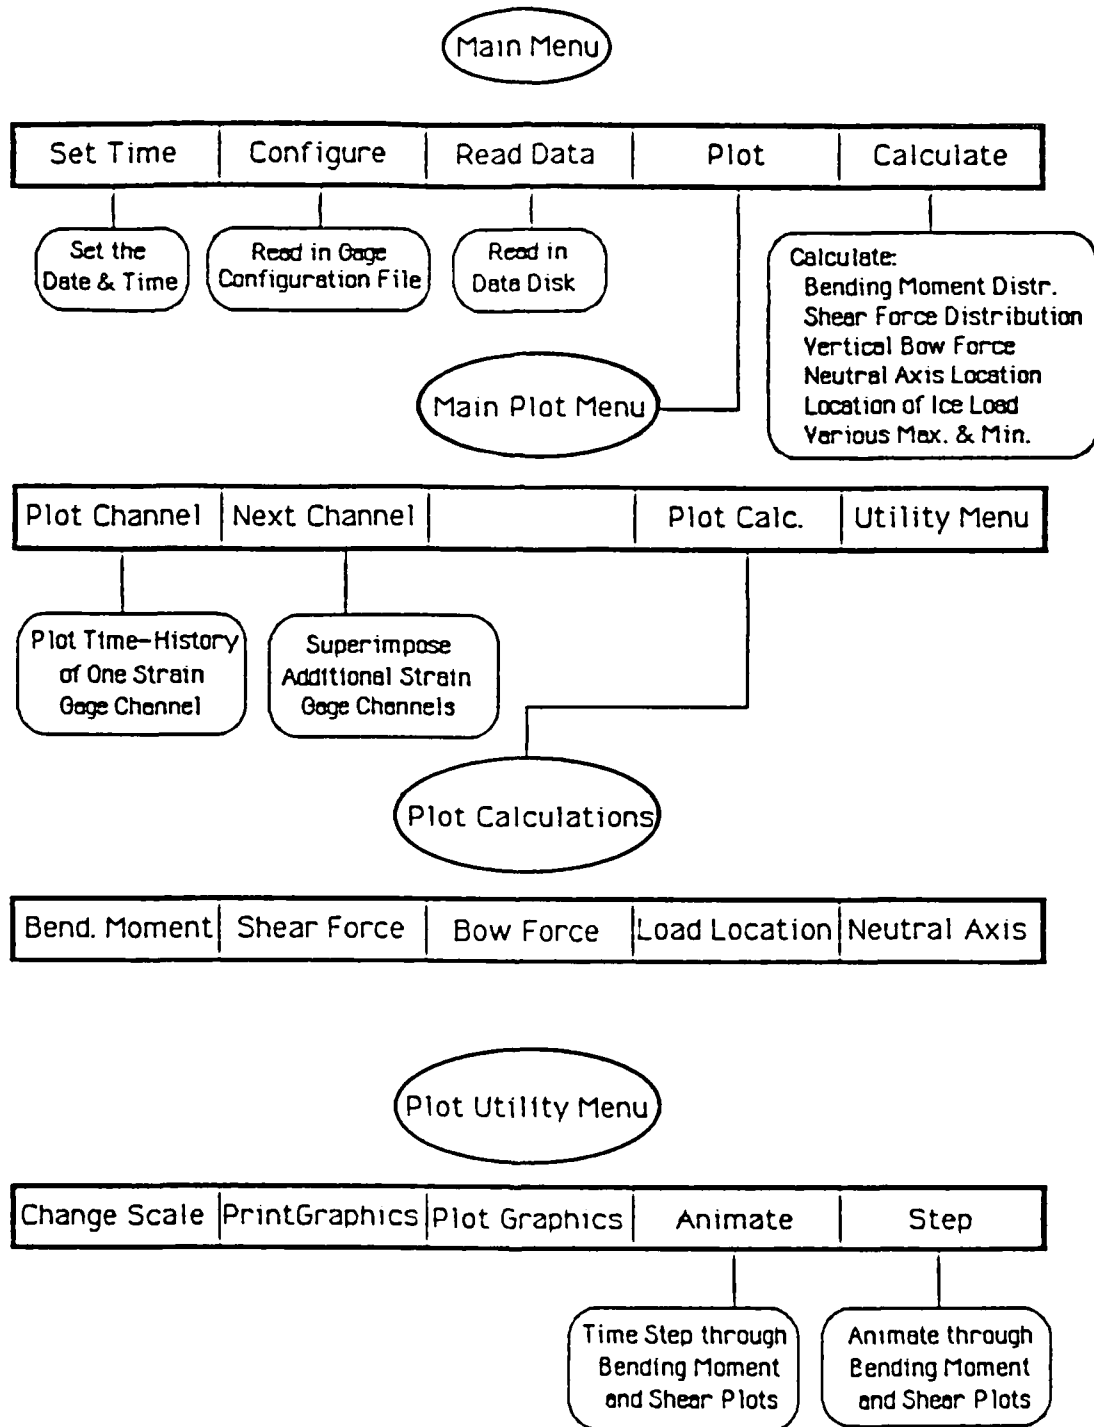 Main Menu
Set Time
Configure
Read Data
Plot
Calculate
Set the
Date & Time
Read in Gage
Configuration File
Read in
Data Disk
Calculate:
Bending Moment Distr.
Shear Force Distribution
Vertical Bow Force
Neutral Axis Location
Location of Ice Load
Various Max. & Min.
Main Plot Menu
Plot Channel
Next Channel
Plot Calc.
Utility Menu
Plot Time-History
of One Strain
Gage Channel
Superimpose
Additional Strain
Gage Channels
Plot Calculations
Bend. Moment
Shear Force
Bow Force
Load Location
Neutral Axis
Plot Utility Menu
Change Scale
PrintGraphics
Plot Graphics
Animate
Step
Time Step through
Bending Moment
and Shear Plots
Animate through
Bending Moment
and Shear Plots